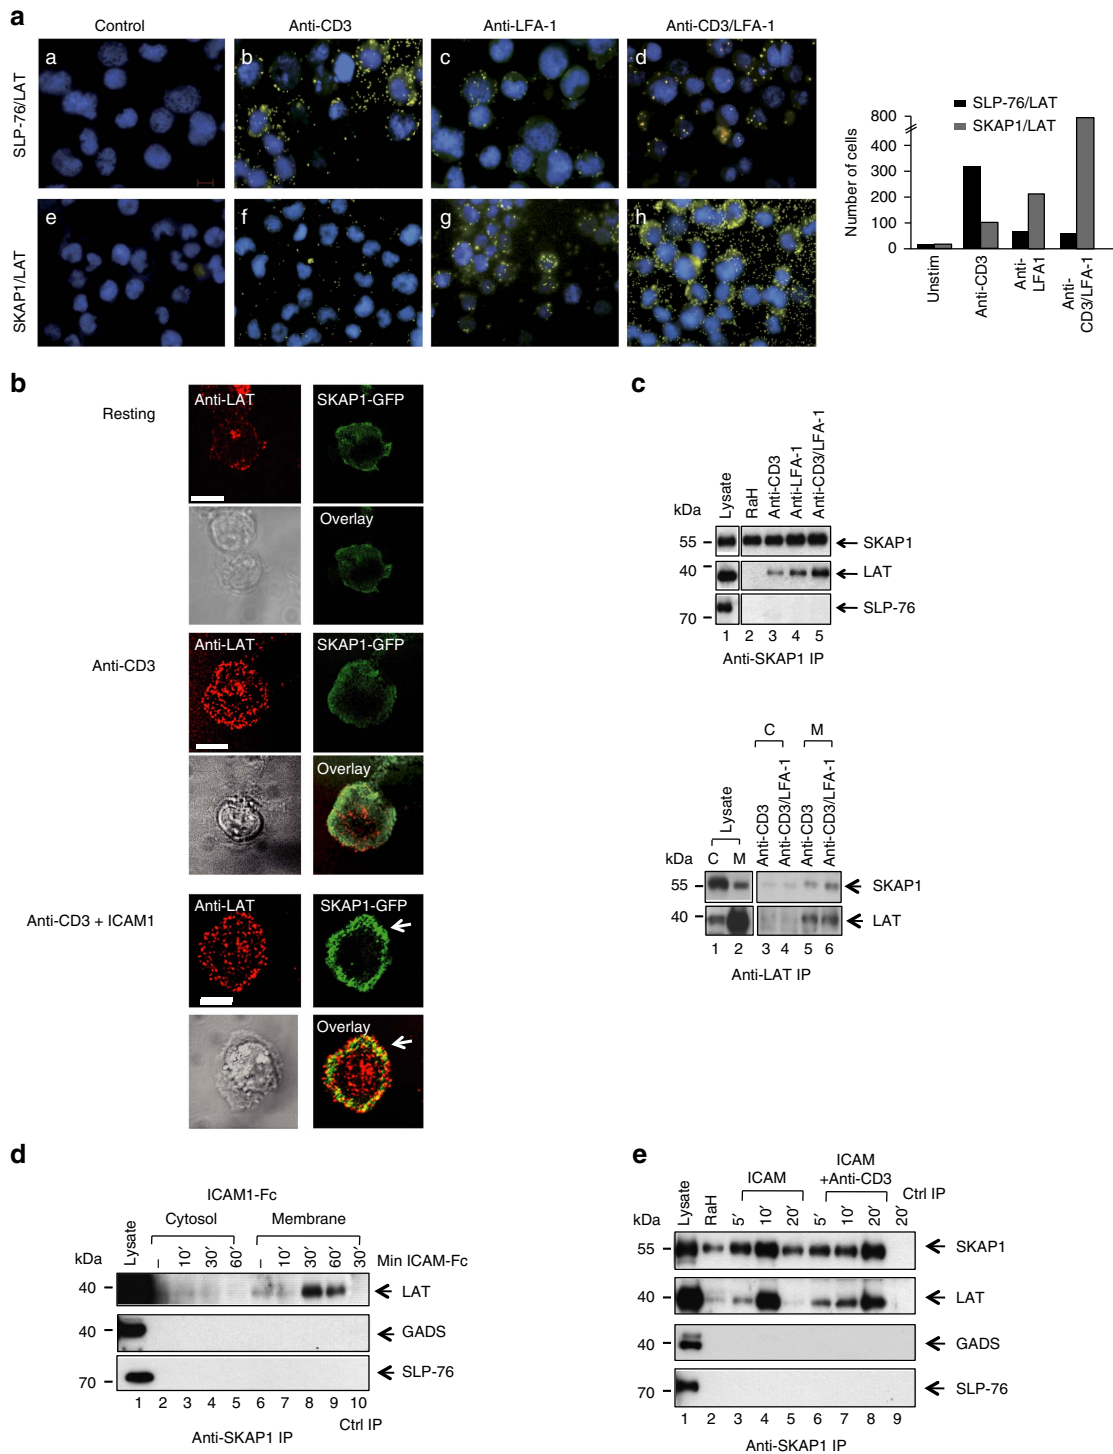 a
Control
Anti-CD3
Anti-LFA-1
Anti-CD3/LFA-1
SLP-76/LAT
a
b
c
d
SKAP1/LAT
e
f
g
h
SLP-76/LAT
SKAP1/LAT
Number of cells
800
400
300
200
100
0
Unstim
Anti-CD3
Anti-
LFA1
Anti-
CD3/LFA-1
b
Resting
Anti-LAT
SKAP1-GFP
Overlay
Anti-CD3
Anti-LAT
SKAP1-GFP
Overlay
Anti-CD3 + ICAM1
Anti-LAT
SKAP1-GFP
Overlay
c
kDa
Lysate
RaH
Anti-CD3
Anti-LFA-1
Anti-CD3/LFA-1
55
SKAP1
40
LAT
70
SLP-76
1 2 3 4 5
Anti-SKAP1 IP
C
M
Lysate
Anti-CD3
Anti-CD3/LFA-1
Anti-CD3
Anti-CD3/LFA-1
kDa
C M
55
SKAP1
40
LAT
1 2 3 4 5 6
Anti-LAT IP
d
ICAM1-Fc
Lysate
Cytosol
Membrane
kDa
– 10′ 30′ 60′ – 10′ 30′ 60′ 30′
Min ICAM-Fc
40
LAT
40
GADS
70
SLP-76
1 2 3 4 5 6 7 8 9 10
Ctrl IP
Anti-SKAP1 IP
e
ICAM
ICAM
+Anti-CD3
Ctrl IP
kDa
Lysate
RaH
5′ 10′ 20′ 5′ 10′ 20′ 20′
55
SKAP1
40
LAT
40
GADS
70
SLP-76
1 2 3 4 5 6 7 8 9
Anti-SKAP1 IP